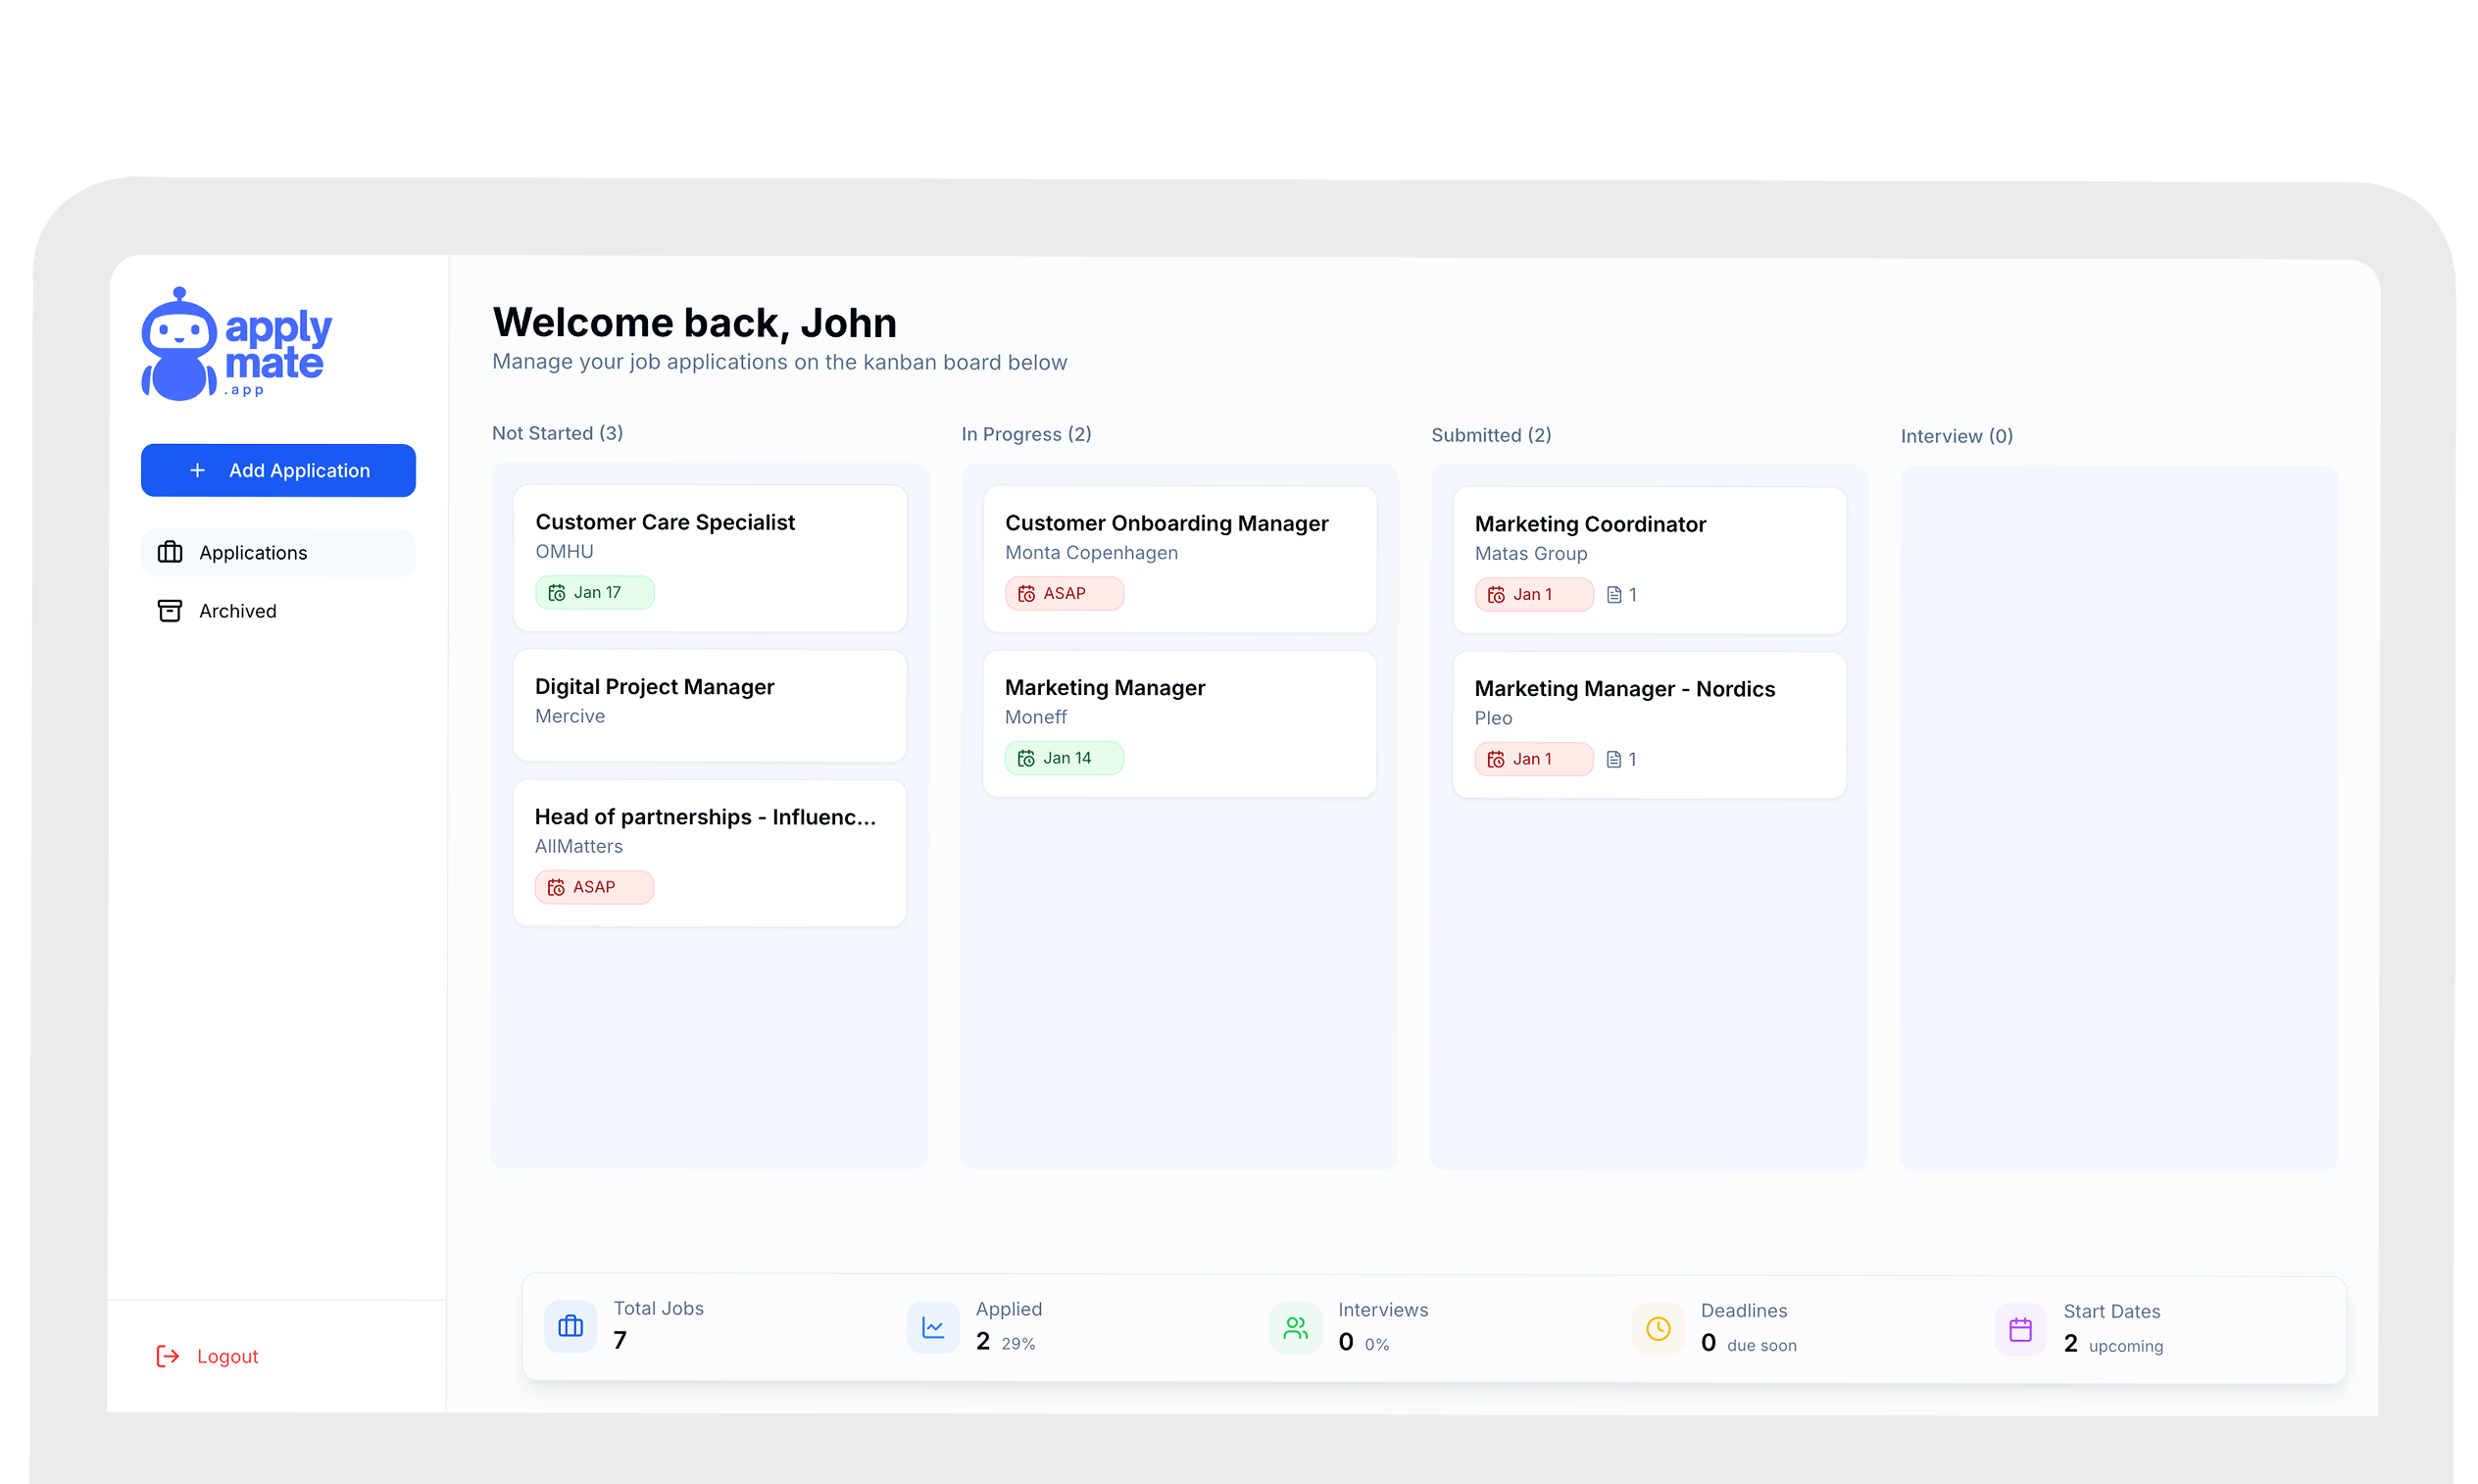 apply
mate
.app
Add Application
Applications
Archived
Logout
Welcome back, John
Manage your job applications on the kanban board below
Not Started (3)
Customer Care Specialist
OMHU
Jan 17
Digital Project Manager
Mercive
Head of partnerships - Influenc...
AllMatters
ASAP
In Progress (2)
Customer Onboarding Manager
Monta Copenhagen
ASAP
Marketing Manager
Moneff
Jan 14
Submitted (2)
Marketing Coordinator
Matas Group
Jan 1 1
Marketing Manager - Nordics
Pleo
Jan 1 1
Interview (0)
Total Jobs
7
Applied
2 29%
Interviews
0 0%
Deadlines
0 due soon
Start Dates
2 upcoming